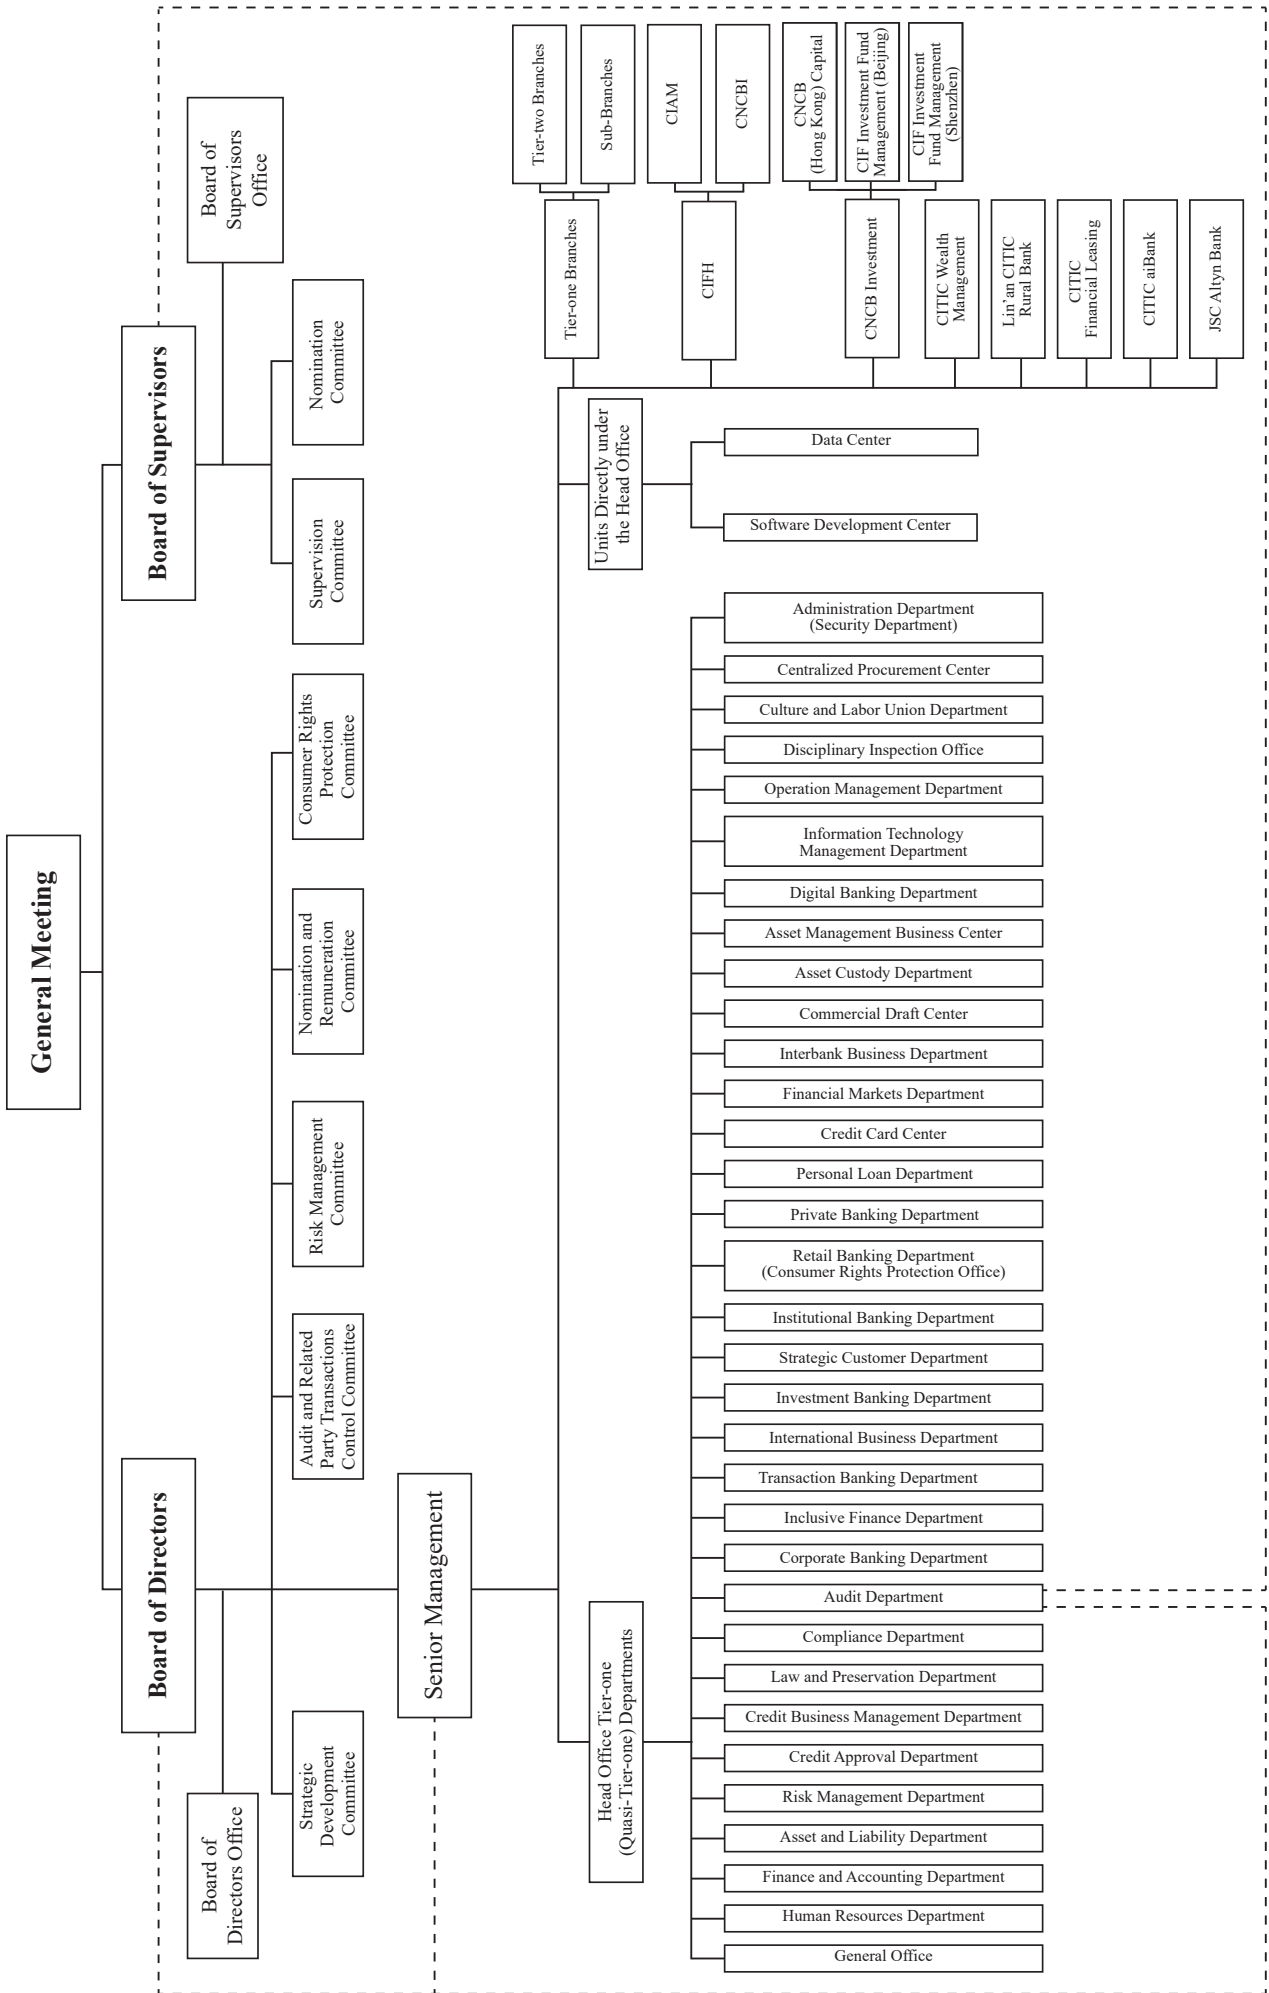 General Meeting
Board of Directors
Board of Supervisors
Board of
Directors Office
Board of
Supervisors
Office
Strategic
Development
Committee
Audit and Related
Party Transactions
Control Committee
Risk Management
Committee
Nomination and
Remuneration
Committee
Consumer Rights
Protection
Committee
Supervision
Committee
Nomination
Committee
Senior Management
Head Office Tier-one
(Quasi-Tier-one) Departments
Units Directly under
the Head Office
Tier-one Branches
Tier-two Branches
Sub-Branches
CIFH
CIAM
CNCBI
CNCB Investment
CNCB
(Hong Kong) Capital
CIF Investment Fund
Management (Beijing)
CIF Investment
Fund Management
(Shenzhen)
CITIC Wealth
Management
Lin'an CITIC
Rural Bank
CITIC
Financial Leasing
CITIC aiBank
JSC Altyn Bank
Data Center
Software Development Center
Administration Department
(Security Department)
Centralized Procurement Center
Culture and Labor Union Department
Disciplinary Inspection Office
Operation Management Department
Information Technology
Management Department
Digital Banking Department
Asset Management Business Center
Asset Custody Department
Commercial Draft Center
Interbank Business Department
Financial Markets Department
Credit Card Center
Personal Loan Department
Private Banking Department
Retail Banking Department
(Consumer Rights Protection Office)
Institutional Banking Department
Strategic Customer Department
Investment Banking Department
International Business Department
Transaction Banking Department
Inclusive Finance Department
Corporate Banking Department
Audit Department
Compliance Department
Law and Preservation Department
Credit Business Management Department
Credit Approval Department
Risk Management Department
Asset and Liability Department
Finance and Accounting Department
Human Resources Department
General Office